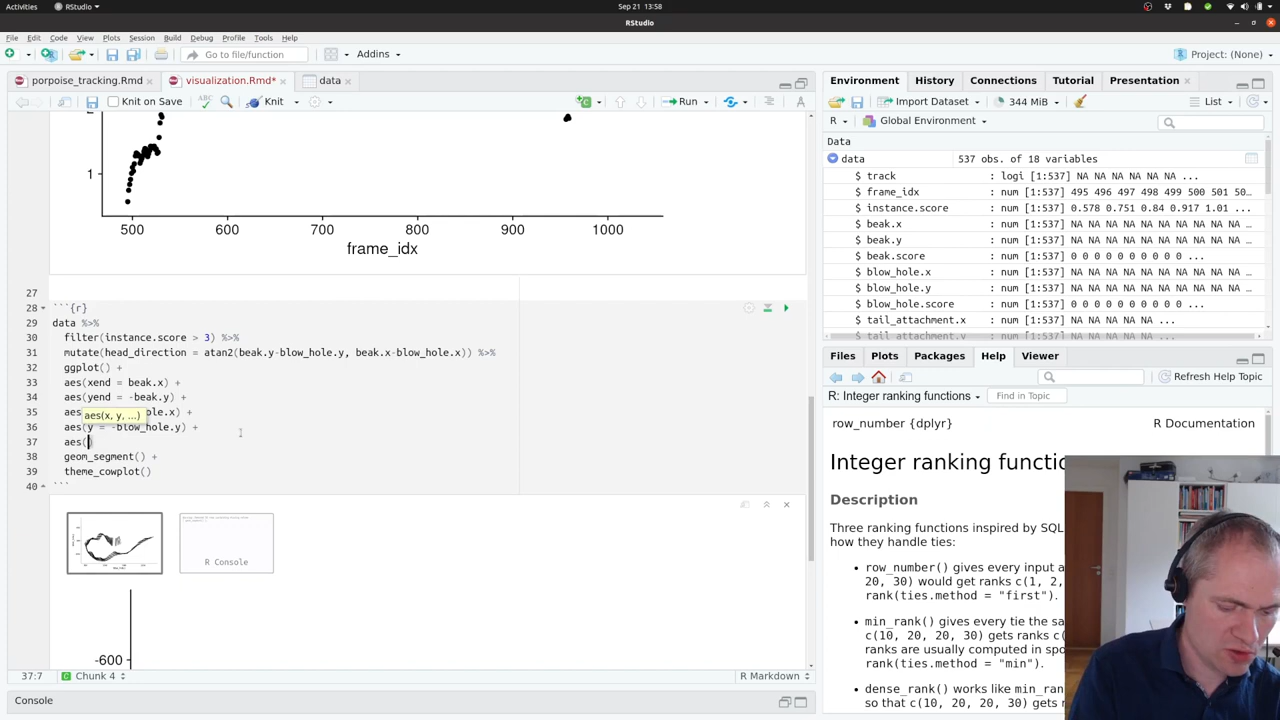 Activities
RStudio
Sep 21 13:58
RStudio
File Edit Code View Plots Session Build Debug Profile Tools Help
Go to file/function
Addins
Project: (None)
porpoise_tracking.Rmd
visualization.Rmd*
data
Knit on Save
Knit
Run
1
500 600 700 800 900 1000
frame_idx
27
28 ```{r}
29 data %>%
30 filter(instance.score > 3) %>%
31 mutate(head_direction = atan2(beak.y-blow_hole.y, beak.x-blow_hole.x)) %>%
32 ggplot() +
33 aes(xend = beak.x) +
34 aes(yend = -beak.y) +
35 aes ole.x) +
aes(x, y, ...)
36 aes(y = -blow_hole.y) +
37 aes()
38 geom_segment() +
39 theme_cowplot()
40 ```
R Console
-600
37:7
Chunk 4
R Markdown
Console
Environment History Connections Tutorial Presentation
Import Dataset
344 MiB
List
R
Global Environment
Data
data 537 obs. of 18 variables
$ track : logi [1:537] NA NA NA NA NA NA ...
$ frame_idx : num [1:537] 495 496 497 498 499 500 501 50...
$ instance.score : num [1:537] 0.578 0.751 0.84 0.917 1.01 ...
$ beak.x : num [1:537] NA NA NA NA NA NA NA NA NA NA ...
$ beak.y : num [1:537] NA NA NA NA NA NA NA NA NA NA ...
$ beak.score : num [1:537] 0 0 0 0 0 0 0 0 0 0 ...
$ blow_hole.x : num [1:537] NA NA NA NA NA NA NA NA NA NA ...
$ blow_hole.y : num [1:537] NA NA NA NA NA NA NA NA NA NA ...
$ blow_hole.score : num [1:537] 0 0 0 0 0 0 0 0 0 0 ...
$ tail_attachment.x : num [1:537] NA NA NA NA ...
Files Plots Packages Help Viewer
Refresh Help Topic
R: Integer ranking functions
Find in Topic
row_number {dplyr}
R Documentation
Integer ranking functio
Description
Three ranking functions inspired by SQL
how they handle ties:
row_number() gives every input a
20, 30) would get ranks c(1, 2,
rank(ties.method = "first").
min_rank() gives every tie the sa
c(10, 20, 20, 30) gets ranks c(
ranks are usually computed in spo
rank(ties.method = "min").
dense_rank() works like min_ran
so that c(10, 20, 20, 30) gets r